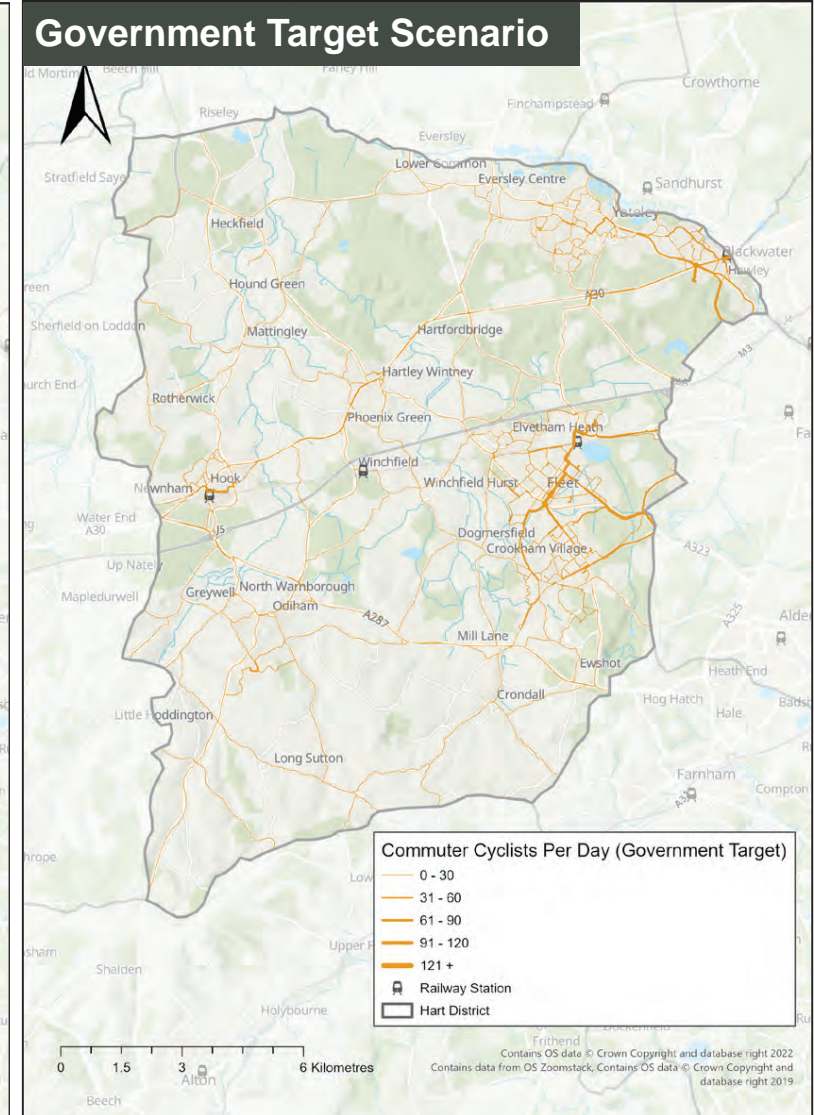 Government Target Scenario
ld Mortimer
Beech Hill
Farley Hill
Crowthorne
Finchampstead
Riseley
Eversley
Lower Common
Stratfield Saye
Eversley Centre
Sandhurst
Yateley
Heckfield
Blackwater
Hawley
Hound Green
A30
Sherfield on Loddon
J4
Mattingley
Hartfordbridge
M3
Hartley Wintney
Rotherwick
Phoenix Green
Elvetham Heath
Winchfield
Hook
Winchfield Hurst
Fleet
Newnham
Water End
A30
J5
Dogmersfield
Crookham Village
A323
Up Nately
Mapledurwell
Greywell
North Warnborough
Odiham
A287
A325
Mill Lane
Ewshot
Heath End
Crondall
Hog Hatch
Hale
Little Hoddington
Long Sutton
Farnham
Compton
Commuter Cyclists Per Day (Government Target)
0 - 30
31 - 60
61 - 90
91 - 120
121 +
Railway Station
Hart District
Shalden
Holybourne
Frithend
0 1.5 3 6 Kilometres
Alton
Beech
Contains OS data © Crown Copyright and database right 2022
Contains data from OS Zoomstack, Contains OS data © Crown Copyright and
database right 2019